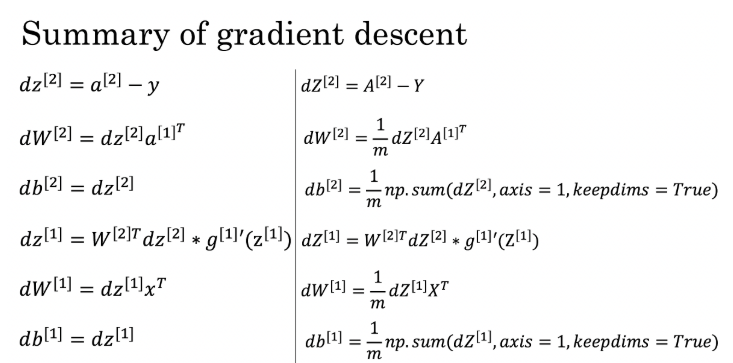 Summary of gradient descent
dz^{[2]} = a^{[2]} − y
dW^{[2]} = dz^{[2]}a^{[1]^T}
db^{[2]} = dz^{[2]}
dz^{[1]} = W^{[2]T}dz^{[2]} ∗ g^{[1]}′(z^{[1]})
dW^{[1]} = dz^{[1]}x^T
db^{[1]} = dz^{[1]}
dZ^{[2]} = A^{[2]} − Y
dW^{[2]} = \frac{1}{m}dZ^{[2]}A^{[1]^T}
db^{[2]} = \frac{1}{m}np.sum(dZ^{[2]}, axis = 1, keepdims = True)
dZ^{[1]} = W^{[2]T}dZ^{[2]} ∗ g^{[1]}′(Z^{[1]})
dW^{[1]} = \frac{1}{m}dZ^{[1]}X^T
db^{[1]} = \frac{1}{m}np.sum(dZ^{[1]}, axis = 1, keepdims = True)